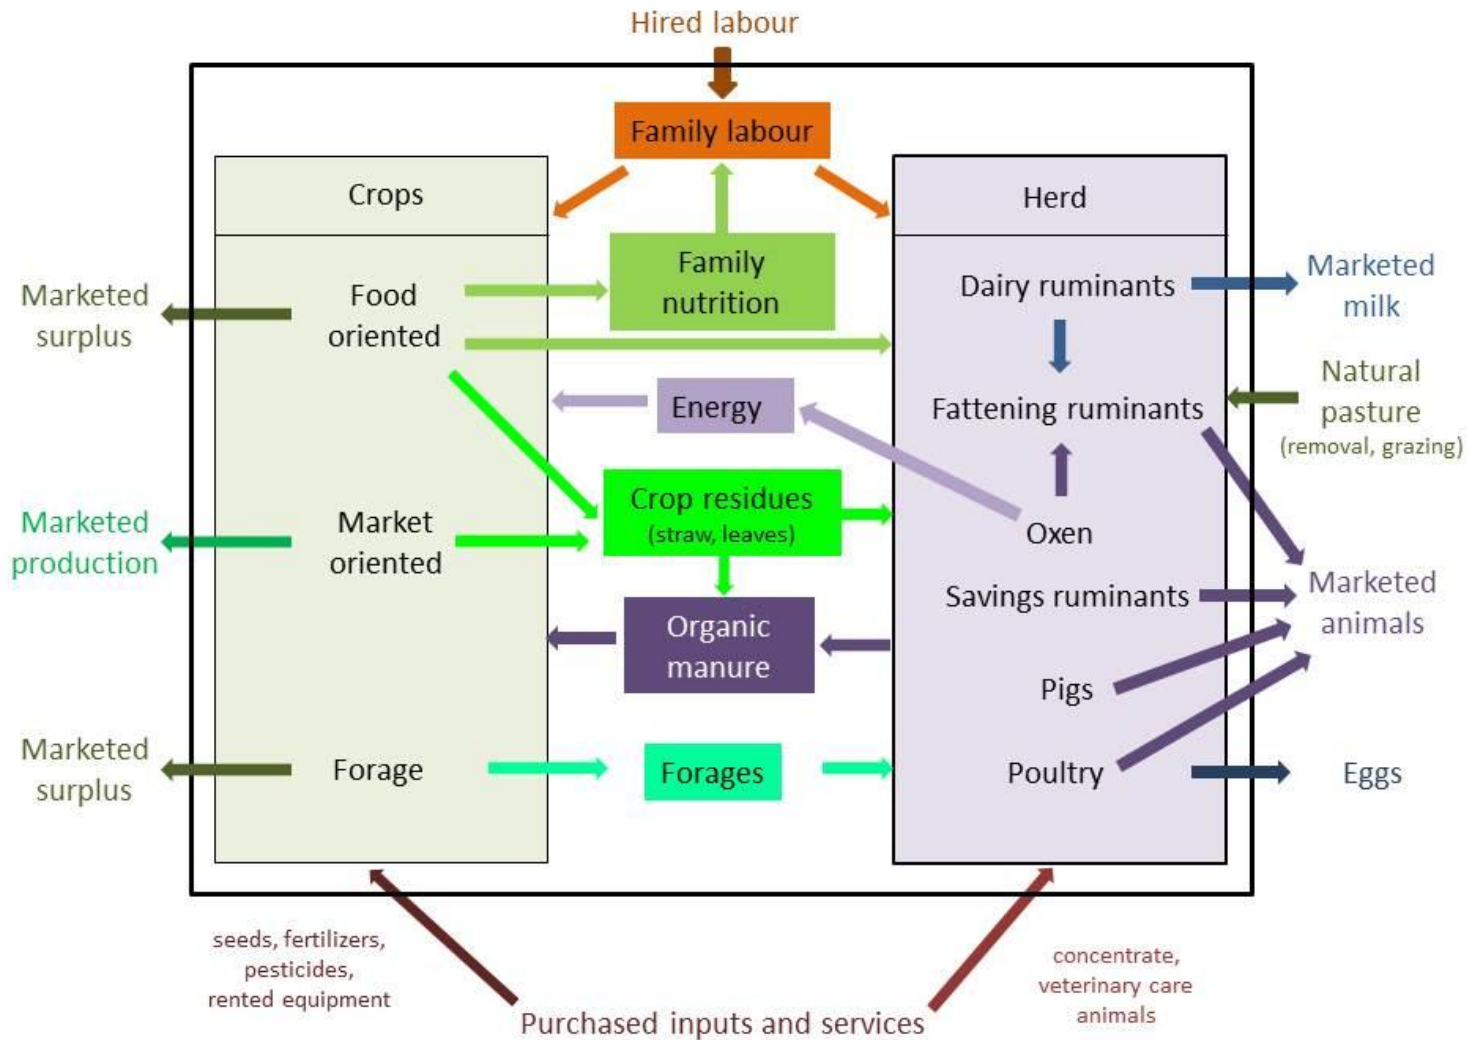 Hired labour
Family labour
Crops
Herd
Family
nutrition
Dairy ruminants
Marketed
milk
Marketed
surplus
Food
oriented
Natural
pasture
(removal, grazing)
Energy
Fattening ruminants
Crop residues
(straw, leaves)
Marketed
production
Market
oriented
Oxen
Savings ruminants
Marketed
animals
Organic
manure
Pigs
Marketed
surplus
Forage
Forages
Poultry
Eggs
seeds, fertilizers,
pesticides,
rented equipment
concentrate,
veterinary care
animals
Purchased inputs and services